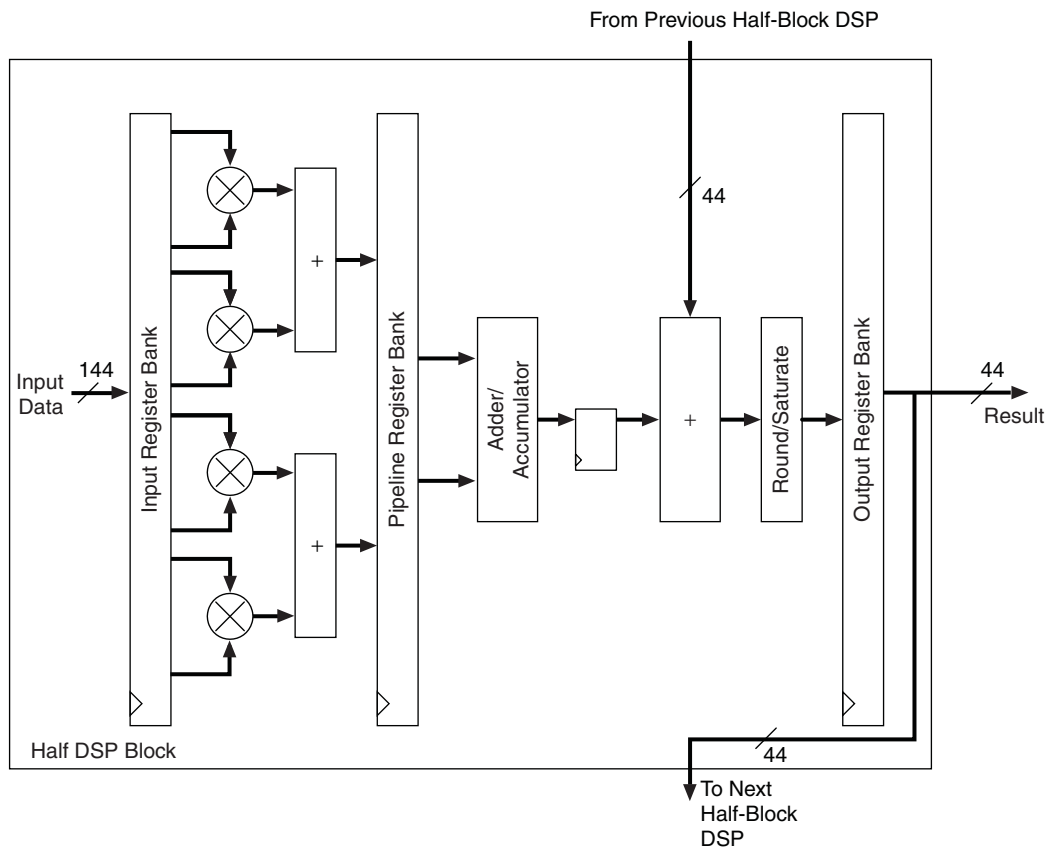 From Previous Half-Block DSP
44
Input Data
144
Input Register Bank
+
+
Pipeline Register Bank
Adder/
Accumulator
+
Round/Saturate
Output Register Bank
44
Result
Half DSP Block
44
To Next
Half-Block
DSP